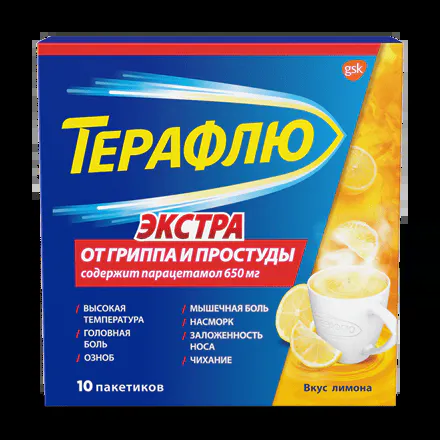 gsk
ТЕРАФЛЮ
ЭКСТРА
ОТ ГРИППА И ПРОСТУДЫ
содержит парацетамол 650 мг
/ ВЫСОКАЯ ТЕМПЕРАТУРА
/ ГОЛОВНАЯ БОЛЬ
/ ОЗНОБ
/ МЫШЕЧНАЯ БОЛЬ
/ НАСМОРК
/ ЗАЛОЖЕННОСТЬ НОСА
/ ЧИХАНИЕ
ТЕРАФЛЮ
10 пакетиков
Вкус лимона